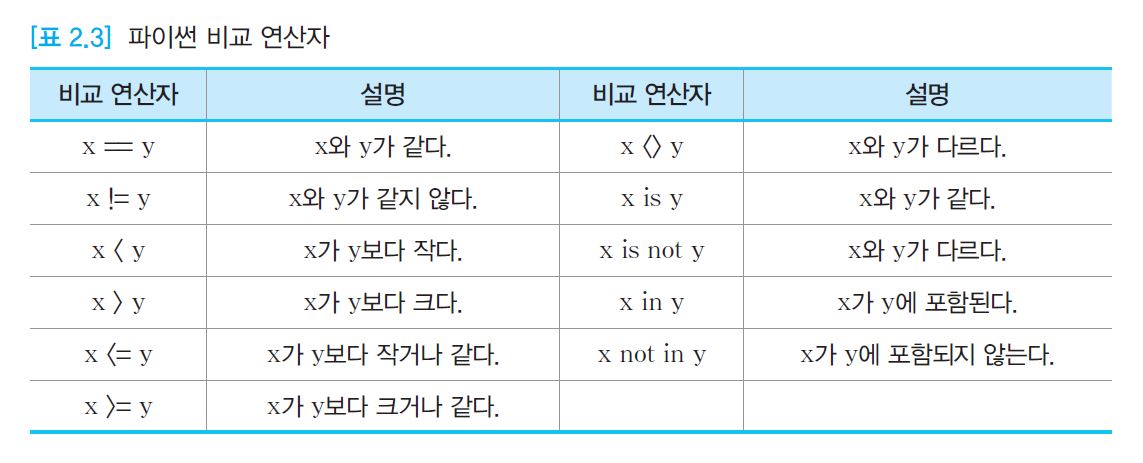 [표 2.3] 파이썬 비교 연산자
비교 연산자 설명 비교 연산자 설명
x == y x와 y가 같다. x <> y x와 y가 다르다.
x != y x와 y가 같지 않다. x is y x와 y가 같다.
x < y x가 y보다 작다. x is not y x와 y가 다르다.
x > y x가 y보다 크다. x in y x가 y에 포함된다.
x <= y x가 y보다 작거나 같다. x not in y x가 y에 포함되지 않는다.
x >= y x가 y보다 크거나 같다.